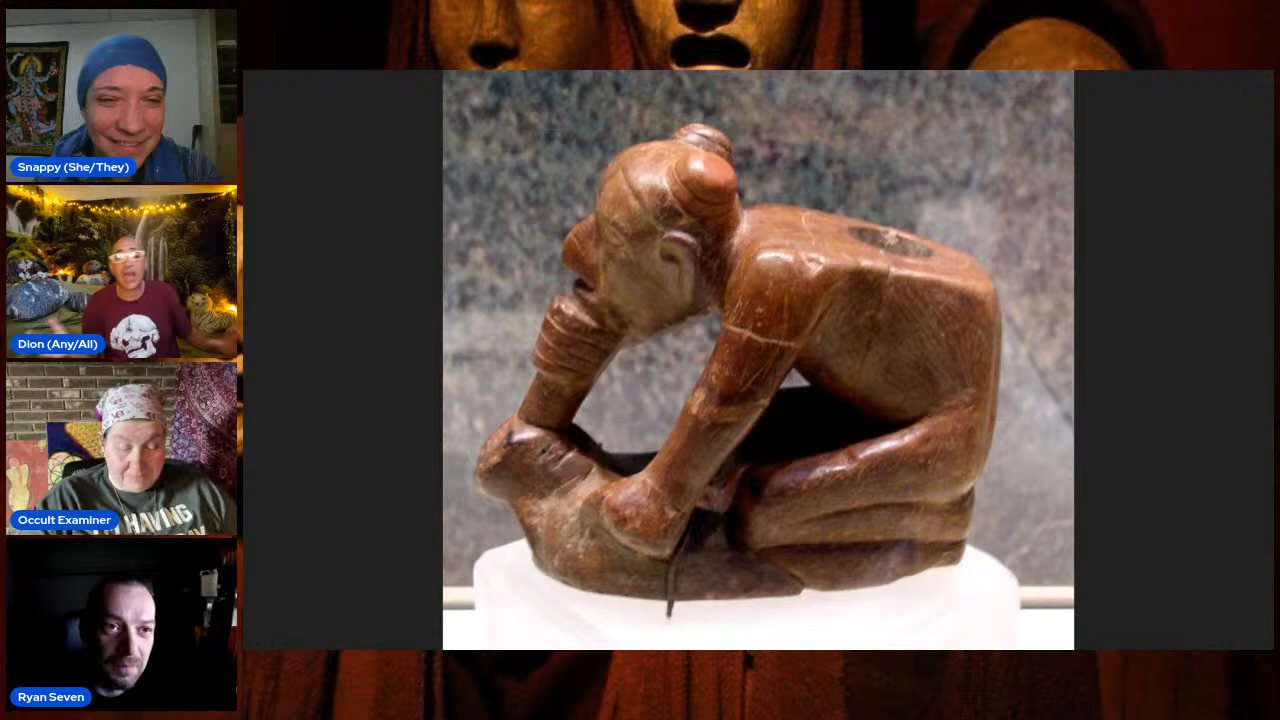 Snappy (She/They)
Dion (Any/All)
HAVING
Occult Examiner
Ryan Seven